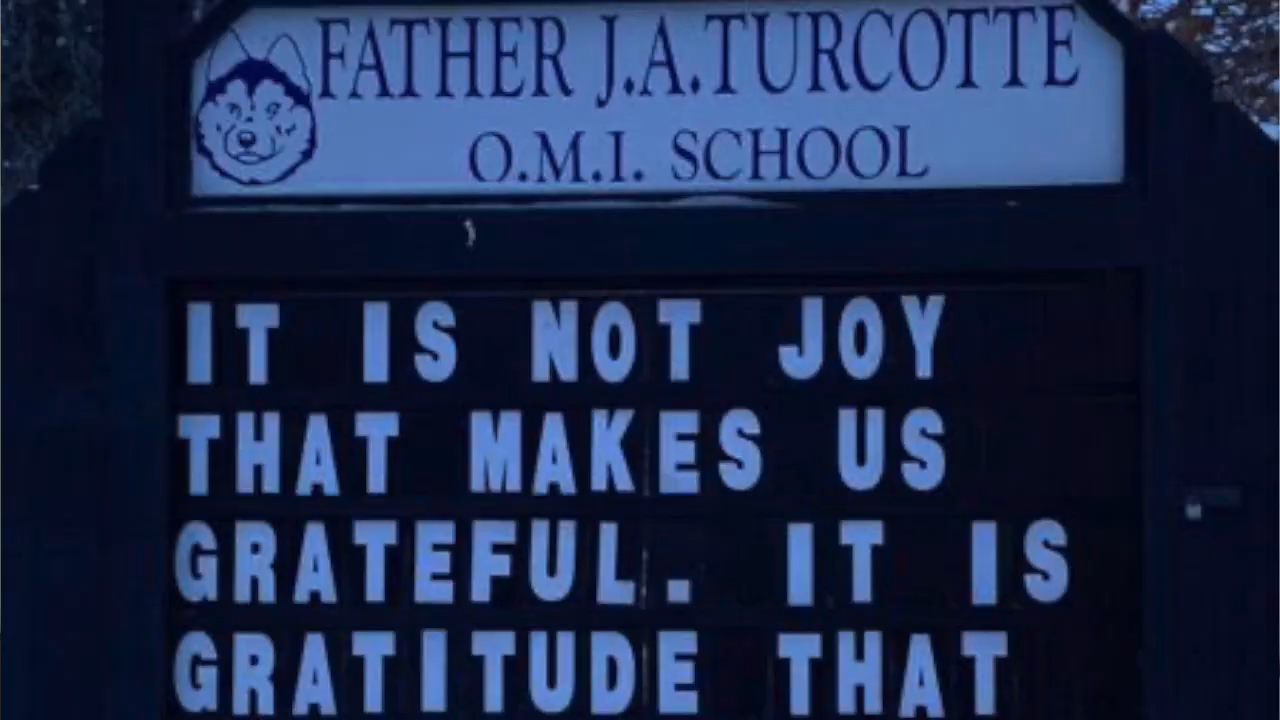 FATHER J.A.TURCOTTE
O.M.I. SCHOOL
IT IS NOT JOY
THAT MAKES US
GRATEFUL. IT IS
GRATITUDE THAT